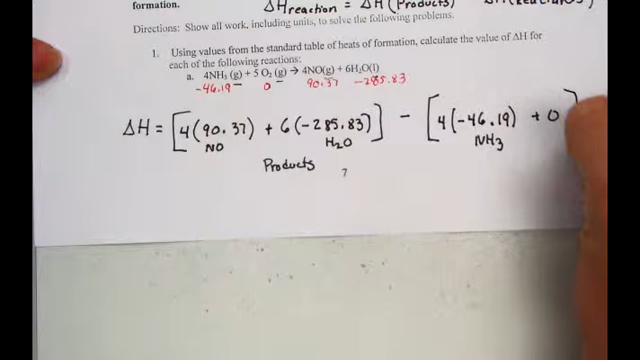 formation. ΔHreaction = ΔH(Products)
Directions: Show all work, including units, to solve the following problems.
1. Using values from the standard table of heats of formation, calculate the value of ΔH for
each of the following reactions:
a. 4NH₃ (g) + 5 O₂ (g) → 4NO(g) + 6H₂O(l)
-46.19 0 90.37 -285.83
ΔH = [4(90.37) + 6(-285.83)] - [4(-46.19) + 0]
NO H₂O NH₃
Products